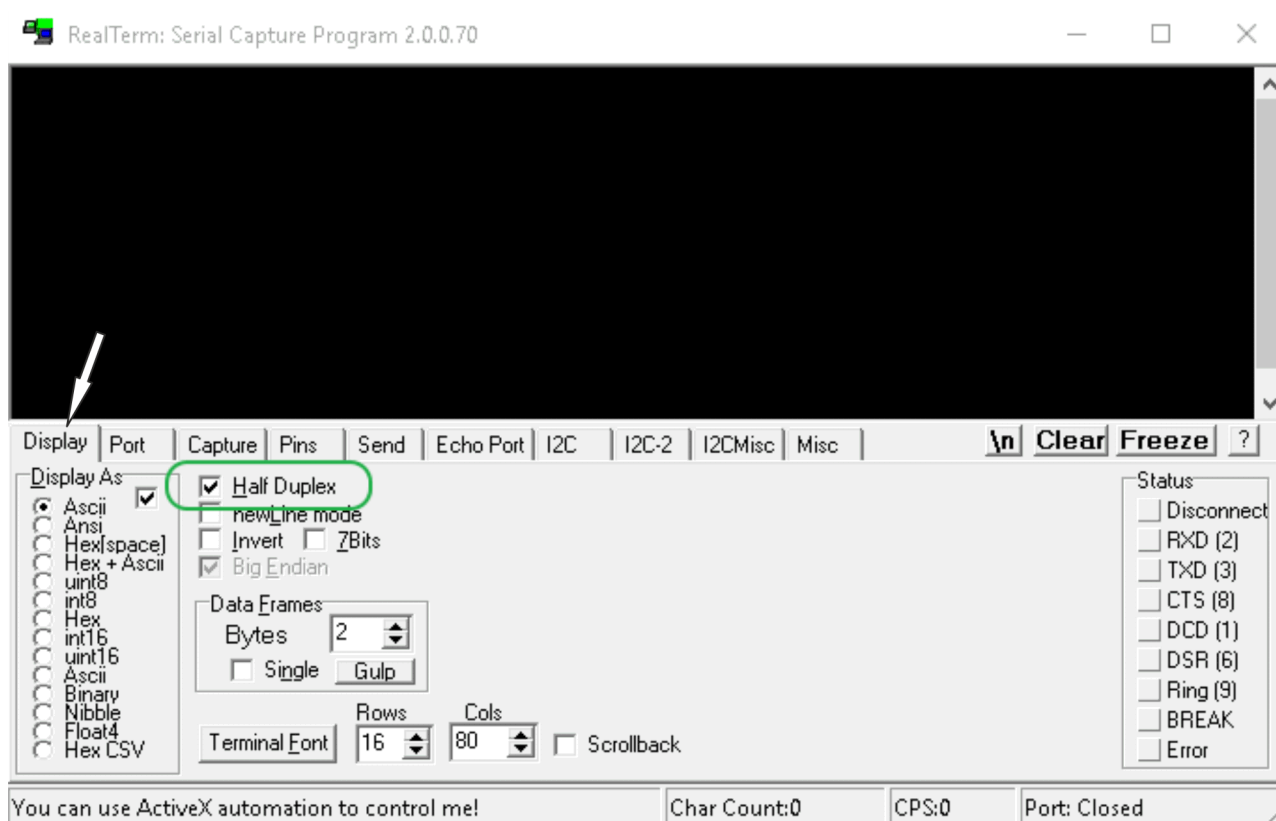 RealTerm: Serial Capture Program 2.0.0.70
Display Port Capture Pins Send Echo Port I2C I2C-2 I2CMisc Misc \n Clear Freeze ?
Display As
Ascii
Ansi
Hex[space]
Hex + Ascii
uint8
int8
Hex
int16
uint16
Ascii
Binary
Nibble
Float4
Hex CSV
Half Duplex
newLine mode
Invert 7Bits
Big Endian
Data Frames
Bytes 2
Single Gulp
Rows Cols
Terminal Font 16 80 Scrollback
Status
Disconnect
RXD (2)
TXD (3)
CTS (8)
DCD (1)
DSR (6)
Ring (9)
BREAK
Error
You can use ActiveX automation to control me! Char Count:0 CPS:0 Port: Closed